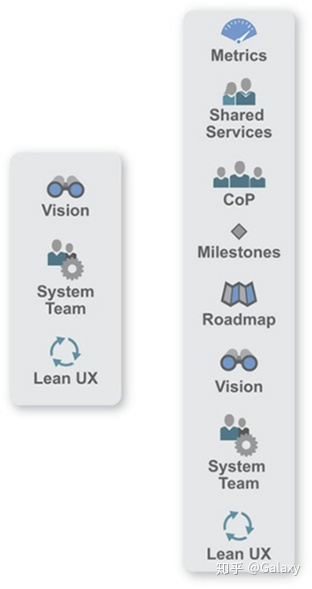 Vision
System
Team
Lean UX
Metrics
Shared
Services
CoP
Milestones
Roadmap
Vision
System
Team
Lean UX
知乎 @Galaxy